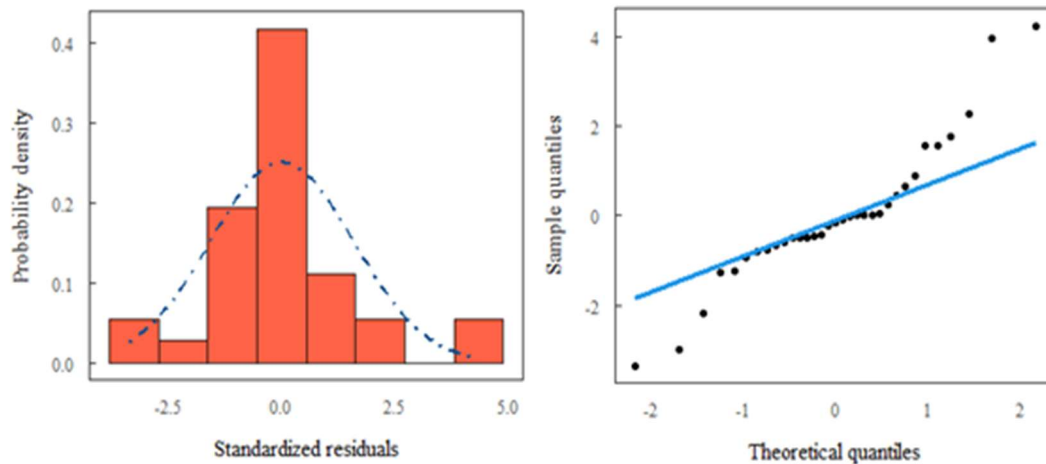 Probability density
0.4
0.3
0.2
0.1
0.0
-2.5 0.0 2.5 5.0
Standardized residuals
Sample quantiles
4
2
0
-2
-2 -1 0 1 2
Theoretical quantiles